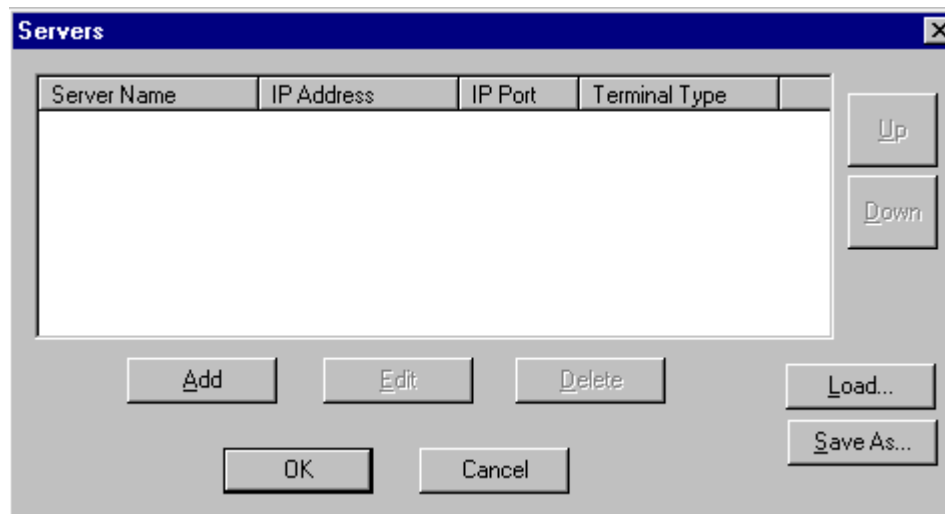 Servers
Server Name IP Address IP Port Terminal Type
Up
Down
Add Edit Delete
Load...
Save As...
OK Cancel